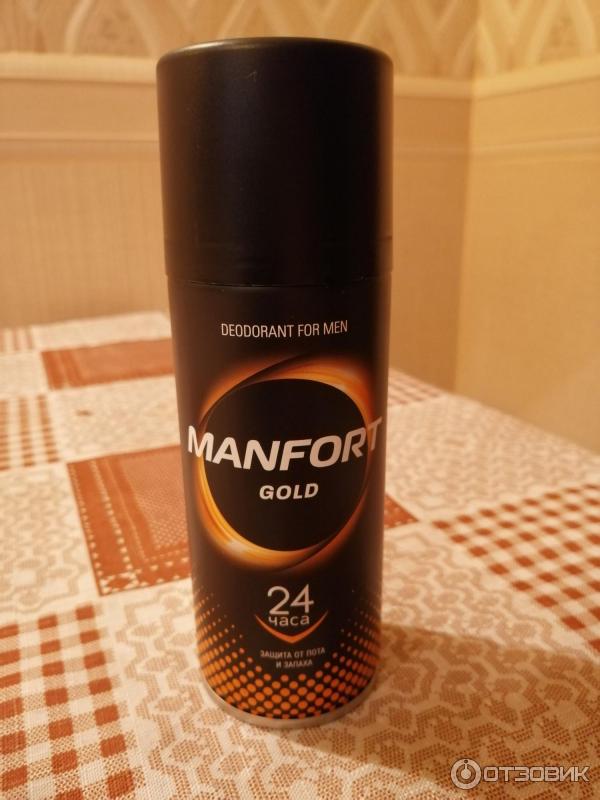 DEODORANT FOR MEN
MANFORT
GOLD
24
часа
ЗАЩИТА ОТ ПОТА
И ЗАПАХА
ОТЗОВИК